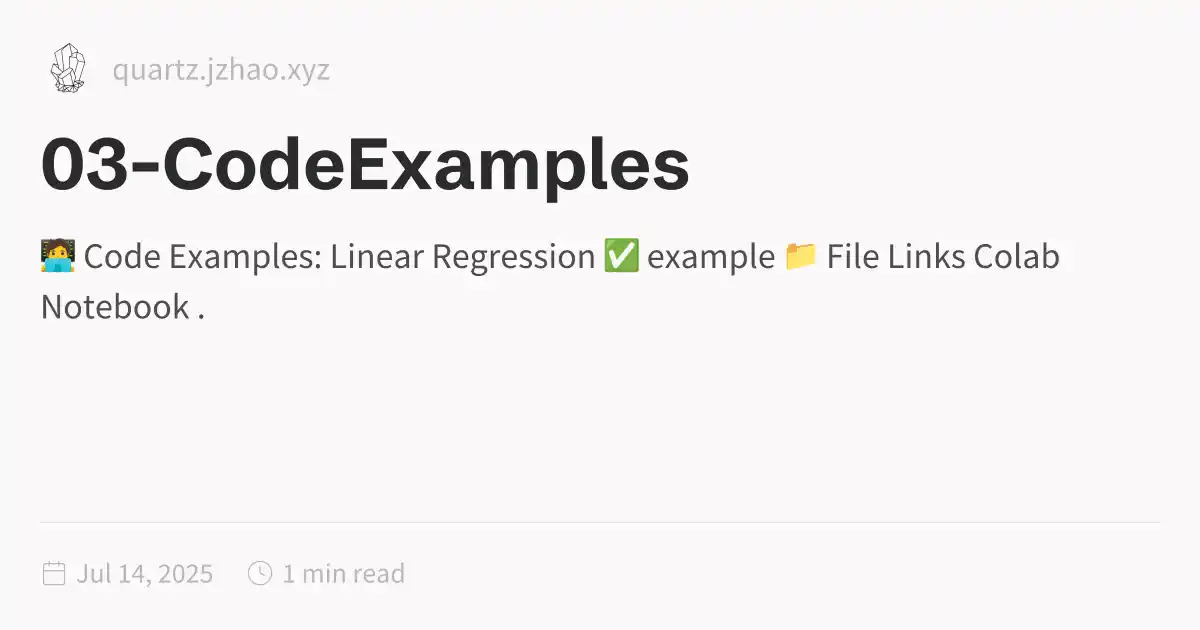 quartz.jzhao.xyz
03-CodeExamples
🧑‍💻 Code Examples: Linear Regression ✅ example 📁 File Links Colab
Notebook .
Jul 14, 2025 1 min read